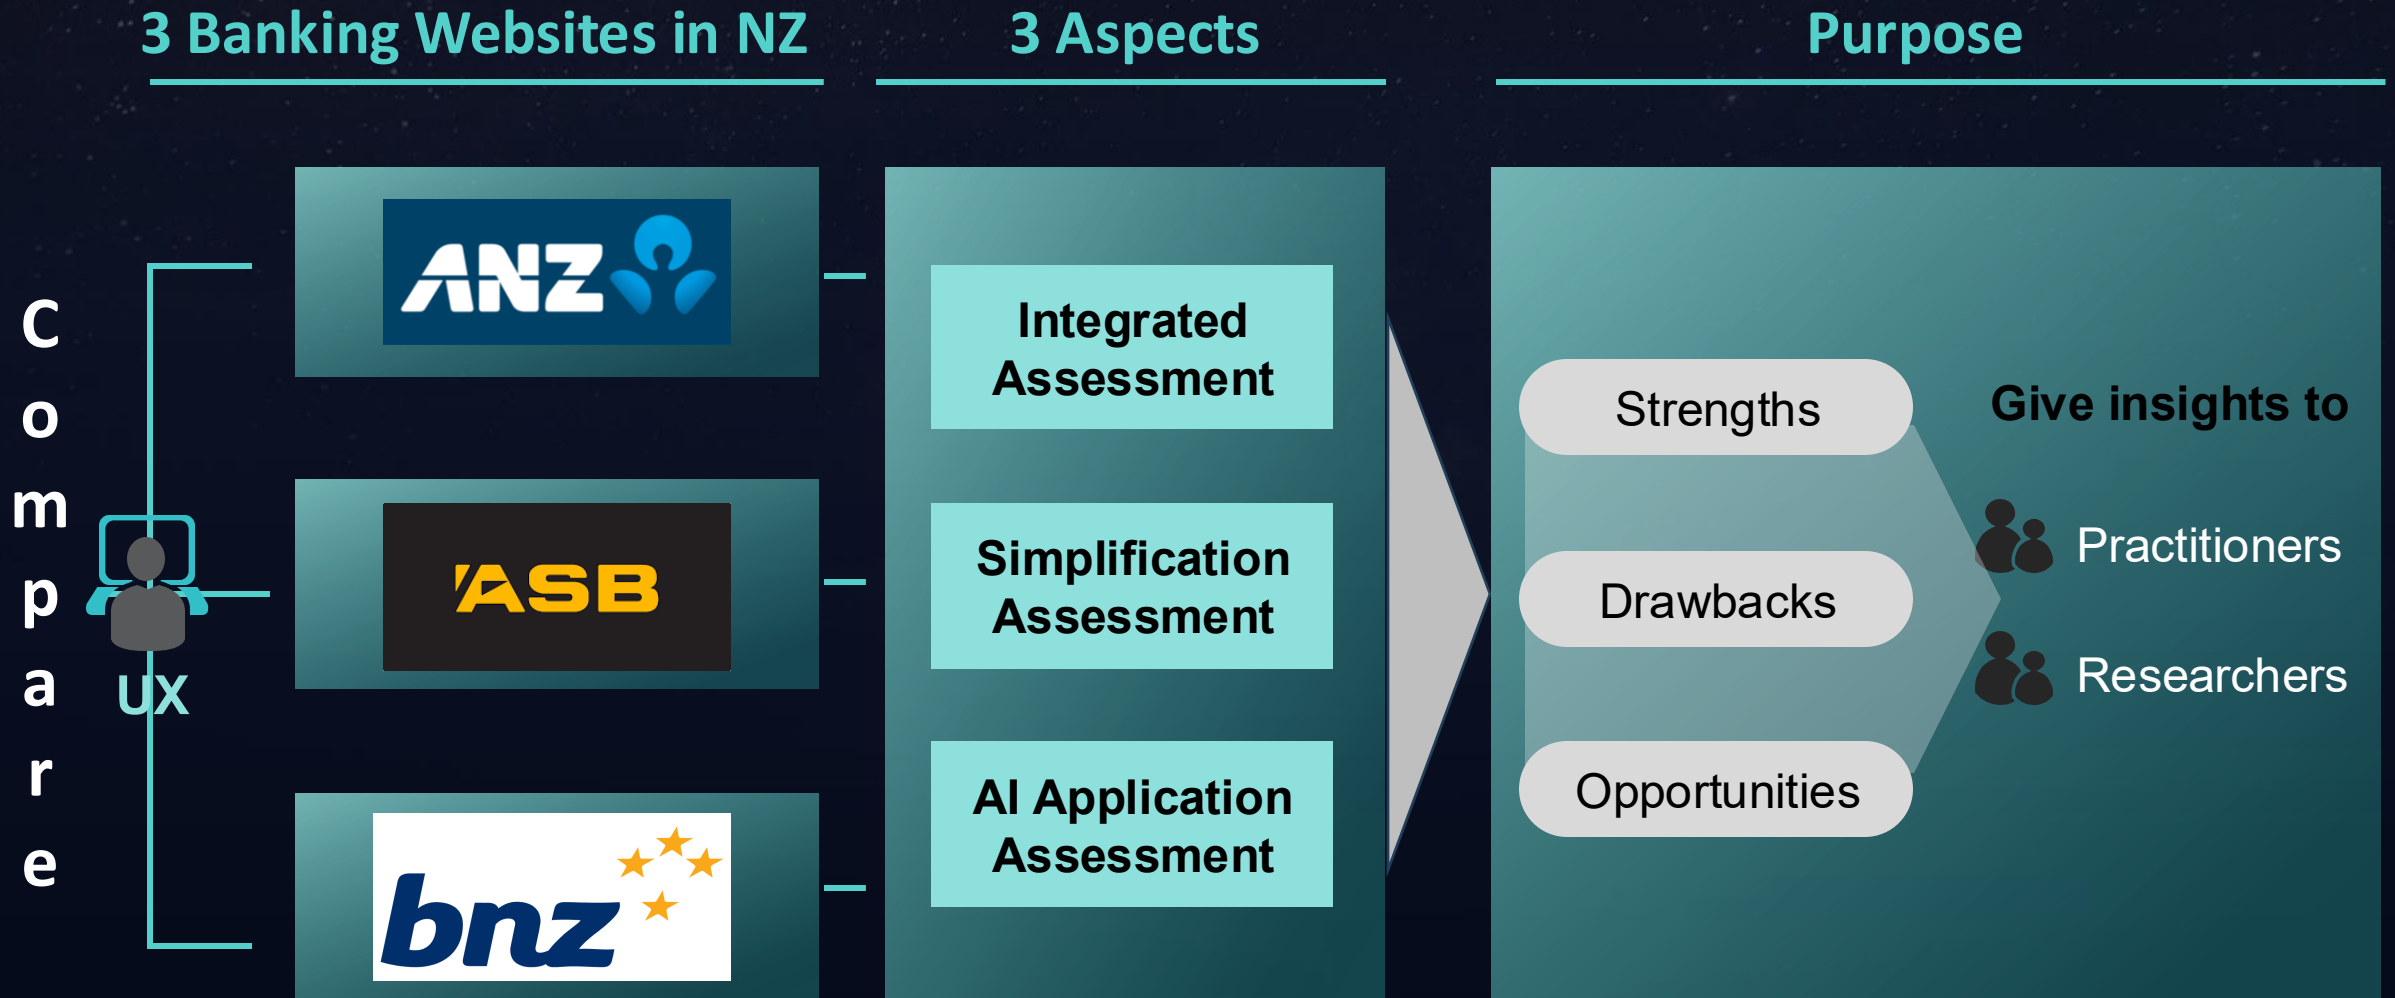 3 Banking Websites in NZ
3 Aspects
Purpose
Compare
UX
ANZ
ASB
bnz
Integrated
Assessment
Simplification
Assessment
AI Application
Assessment
Strengths
Drawbacks
Opportunities
Give insights to
Practitioners
Researchers